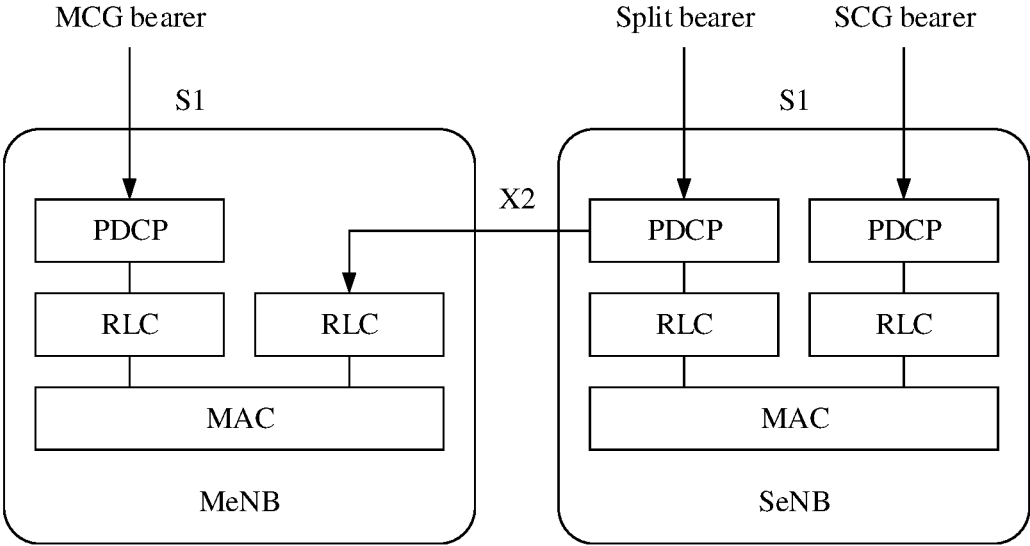 MCG bearer
Split bearer
SCG bearer
S1
S1
X2
PDCP
PDCP
PDCP
RLC
RLC
RLC
RLC
MAC
MAC
MeNB
SeNB